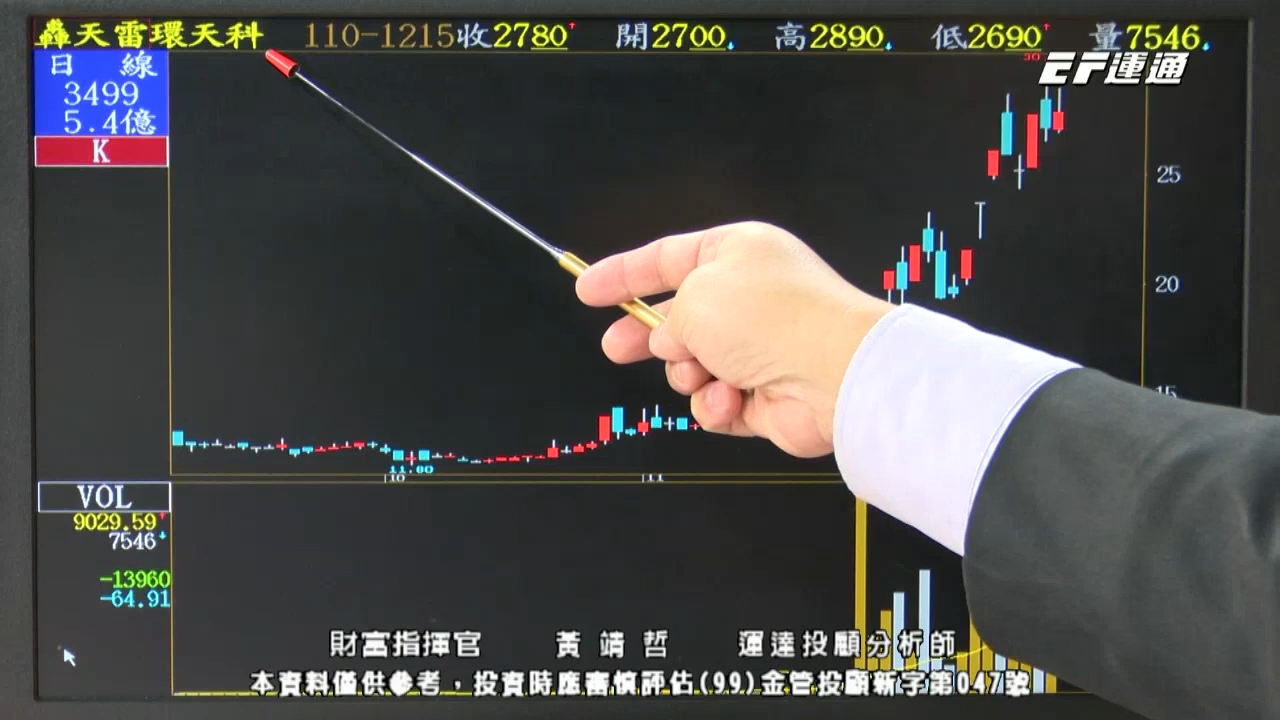 轟天雷環天科 110-1215收2780↑ 開2700↓ 高2890↓ 低2690↑ 量7546↓
日 線
3499
5.4億
K
30
EF運通
25
20
15
11.80
10 11
VOL
9029.59↑
7546↓
-13960
-64.91
財富指揮官 黃靖哲 運達投顧分析師
本資料僅供參考，投資時應審慎評估(99)金管投顧新字第047號